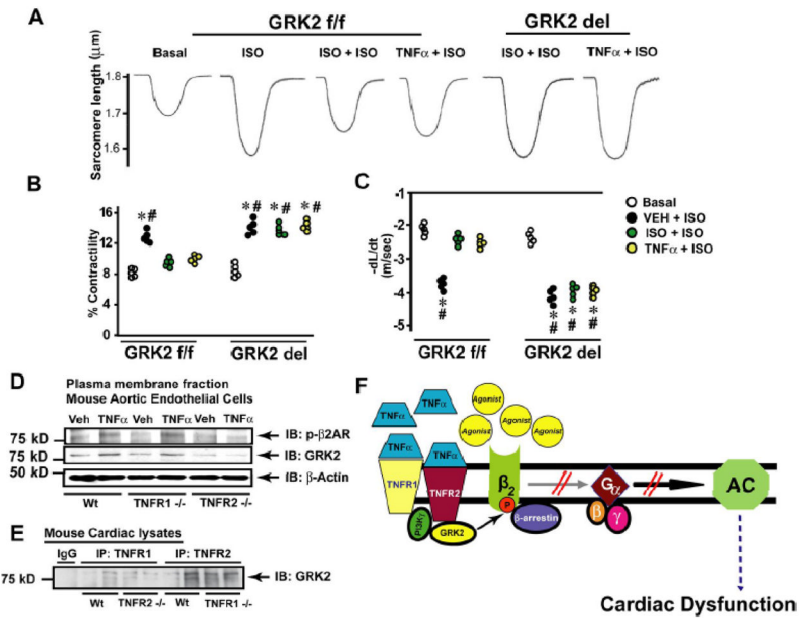 A
GRK2 f/f
GRK2 del
Basal
ISO
ISO + ISO
TNFα + ISO
ISO + ISO
TNFα + ISO
Sarcomere length (μm)
1.8
1.7
1.6
B
% Contractility
16
12
8
4
0
*#
*# *# *#
GRK2 f/f
GRK2 del
C
-dL/dt
(m/sec)
-1
-2
-3
-4
-5
*
#
* * *
# # #
GRK2 f/f
GRK2 del
Basal
VEH + ISO
ISO + ISO
TNFα + ISO
D
Plasma membrane fraction
Mouse Aortic Endothelial Cells
Veh TNFα Veh TNFα Veh TNFα
75 kD
IB: p-β2AR
75 kD
IB: GRK2
50 kD
IB: β-Actin
Wt
TNFR1 -/-
TNFR2 -/-
E
Mouse Cardiac lysates
IgG
IP: TNFR1
IP: TNFR2
75 kD
IB: GRK2
Wt
TNFR2 -/-
Wt
TNFR1 -/-
F
TNFα
TNFα
Agonist
Agonist
Agonist
Agonist
TNFα
TNFα
TNFR1
TNFR2
β2
P
Gα
AC
PI3Kγ
GRK2
β-arrestin
β
γ
Cardiac Dysfunction